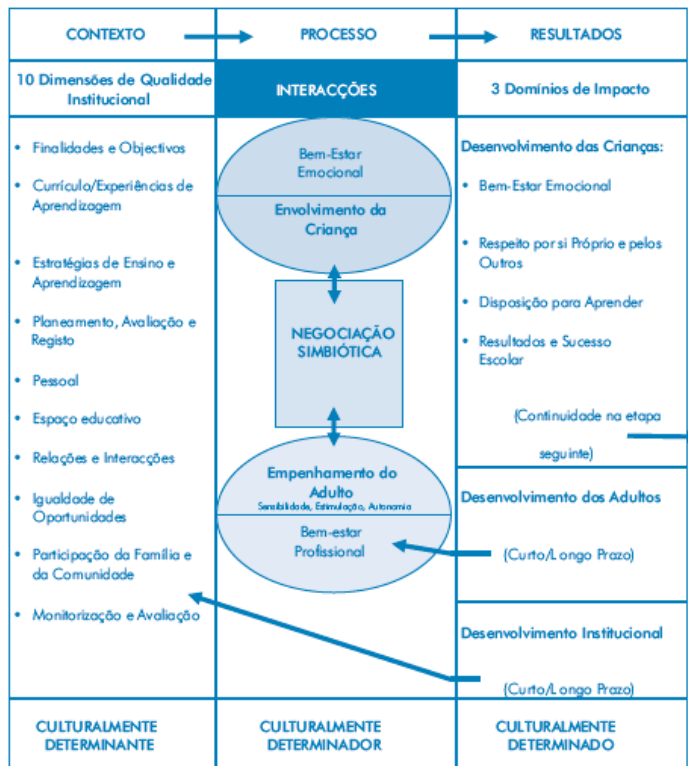 CONTEXTO
PROCESSO
RESULTADOS
10 Dimensões de Qualidade
Institucional
INTERACÇÕES
3 Domínios de Impacto
• Finalidades e Objectivos
• Currículo/Experiências de
Aprendizagem
• Estratégias de Ensino e
Aprendizagem
• Planeamento, Avaliação e
Registo
• Pessoal
• Espaço educativo
• Relações e Interacções
• Igualdade de
Oportunidades
• Participação da Família e
da Comunidade
• Monitorização e Avaliação
Bem-Estar
Emocional
Envolvimento da
Criança
NEGOCIAÇÃO
SIMBIÓTICA
Empenhamento do
Adulto
Sensibilidade, Estimulação, Autonomia
Bem-estar
Profissional
Desenvolvimento das Crianças:
• Bem-Estar Emocional
• Respeito por si Próprio e pelos
Outros
• Disposição para Aprender
• Resultados e Sucesso
Escolar
(Continuidade na etapa
seguinte)
Desenvolvimento dos Adultos
(Curto/Longo Prazo)
Desenvolvimento Institucional
(Curto/Longo Prazo)
CULTURALMENTE
DETERMINANTE
CULTURALMENTE
DETERMINADOR
CULTURALMENTE
DETERMINADO